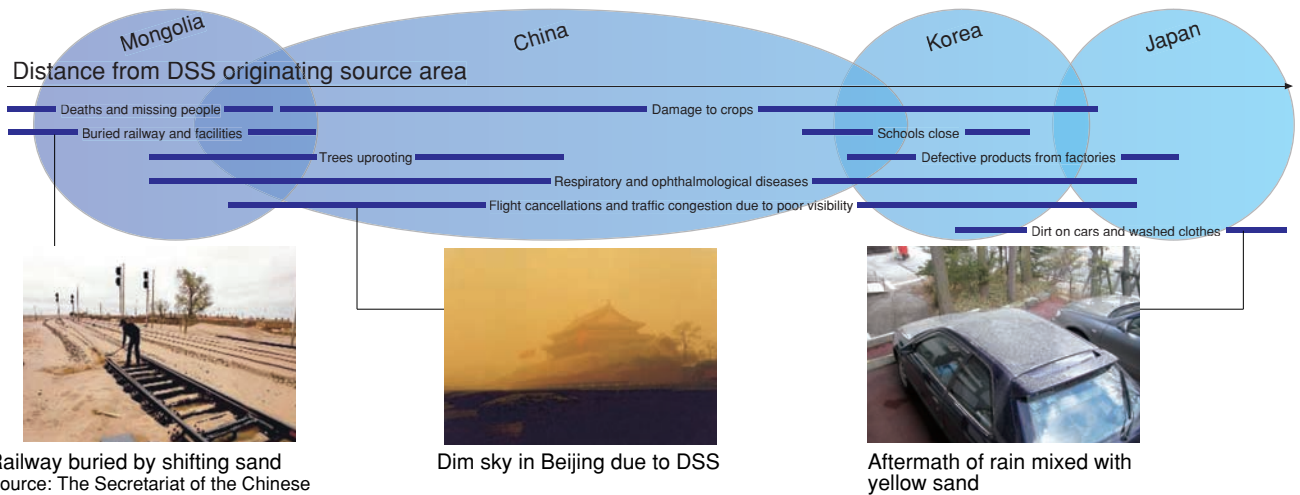 Mongolia
China
Korea
Japan
Distance from DSS originating source area
Deaths and missing people
Damage to crops
Buried railway and facilities
Schools close
Trees uprooting
Defective products from factories
Respiratory and ophthalmological diseases
Flight cancellations and traffic congestion due to poor visibility
Dirt on cars and washed clothes
Railway buried by shifting sand
ource: The Secretariat of the Chinese
Dim sky in Beijing due to DSS
Aftermath of rain mixed with
yellow sand